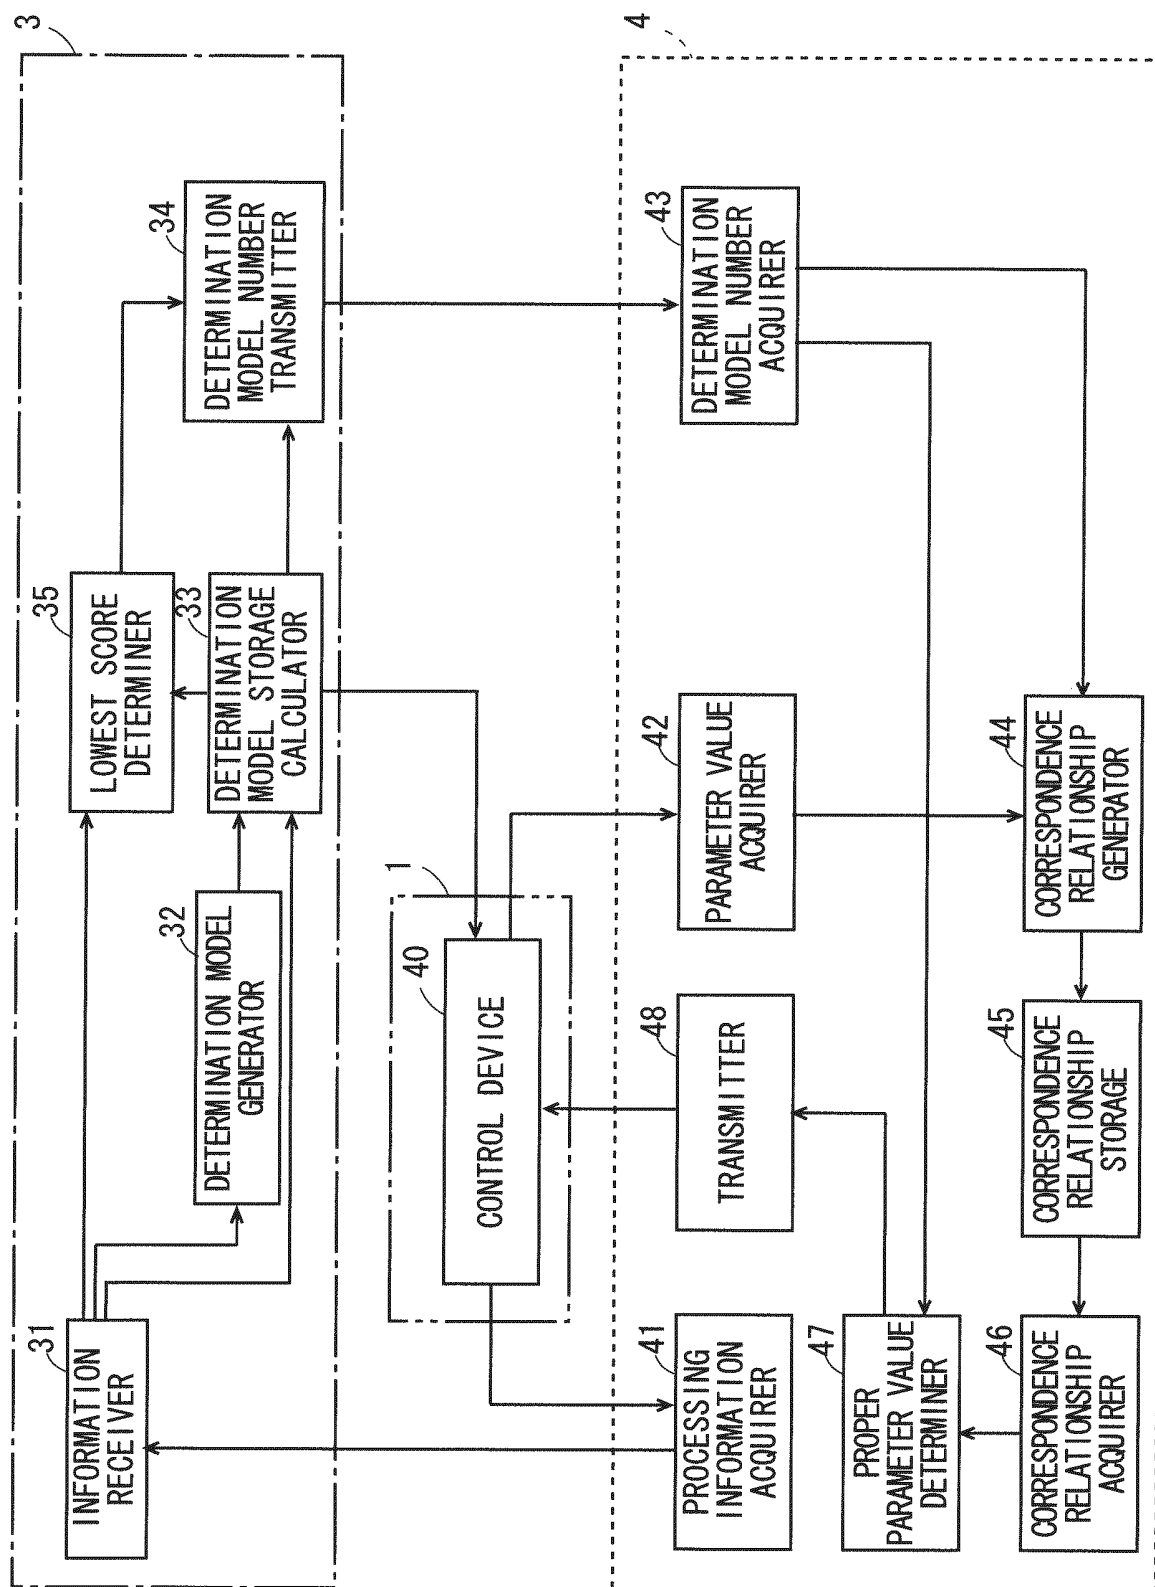 3
31
INFORMATION
RECEIVER
32
DETERMINATION MODEL
GENERATOR
35
LOWEST SCORE
DETERMINER
33
DETERMINATION
MODEL STORAGE
CALCULATOR
34
DETERMINATION
MODEL NUMBER
TRANSMITTER
1
40
CONTROL DEVICE
4
41
PROCESSING
INFORMATION
ACQUIRER
48
TRANSMITTER
42
PARAMETER VALUE
ACQUIRER
43
DETERMINATION
MODEL NUMBER
ACQUIRER
47
PROPER
PARAMETER VALUE
DETERMINER
46
CORRESPONDENCE
RELATIONSHIP
ACQUIRER
45
CORRESPONDENCE
RELATIONSHIP
STORAGE
44
CORRESPONDENCE
RELATIONSHIP
GENERATOR